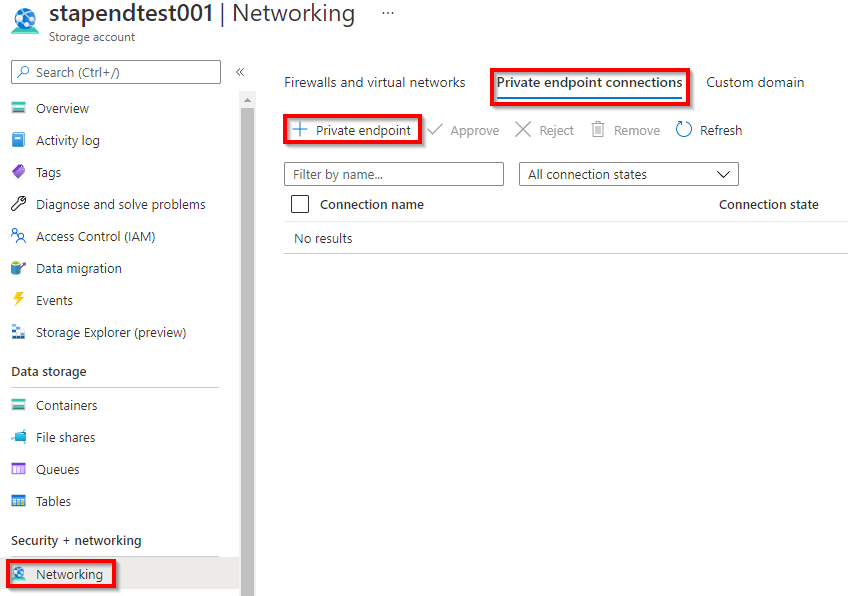 stapendtest001 | Networking ...
Storage account
Search (Ctrl+/)
«
Overview
Activity log
Tags
Diagnose and solve problems
Access Control (IAM)
Data migration
Events
Storage Explorer (preview)
Data storage
Containers
File shares
Queues
Tables
Security + networking
Networking
Firewalls and virtual networks Private endpoint connections Custom domain
+ Private endpoint Approve Reject Remove Refresh
Filter by name... All connection states
Connection name Connection state
No results